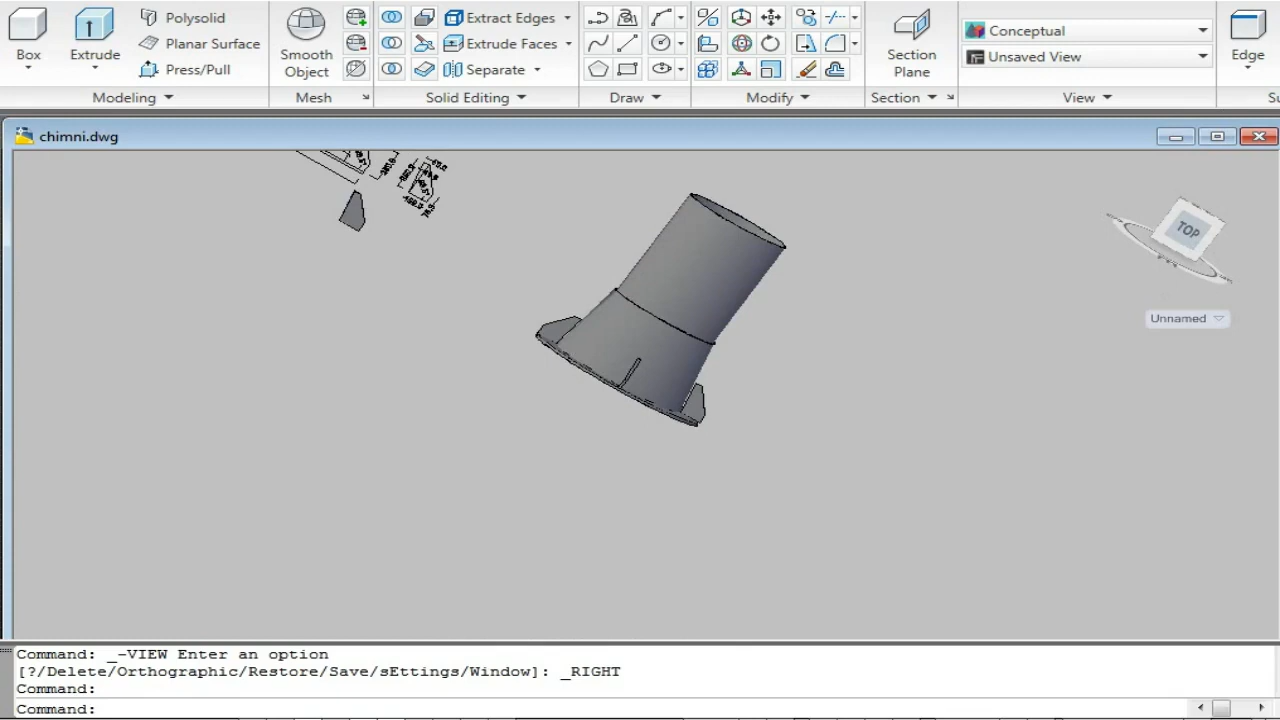 Box
Extrude
Polysolid
Planar Surface
Press/Pull
Modeling
Smooth
Object
Mesh
Extract Edges
Extrude Faces
Separate
Solid Editing
Draw
Modify
Section
Plane
Section
Conceptual
Unsaved View
View
Edge
chimni.dwg
TOP
Unnamed
Command: _-VIEW Enter an option
[?/Delete/Orthographic/Restore/Save/sEttings/Window]: _RIGHT
Command:
Command: